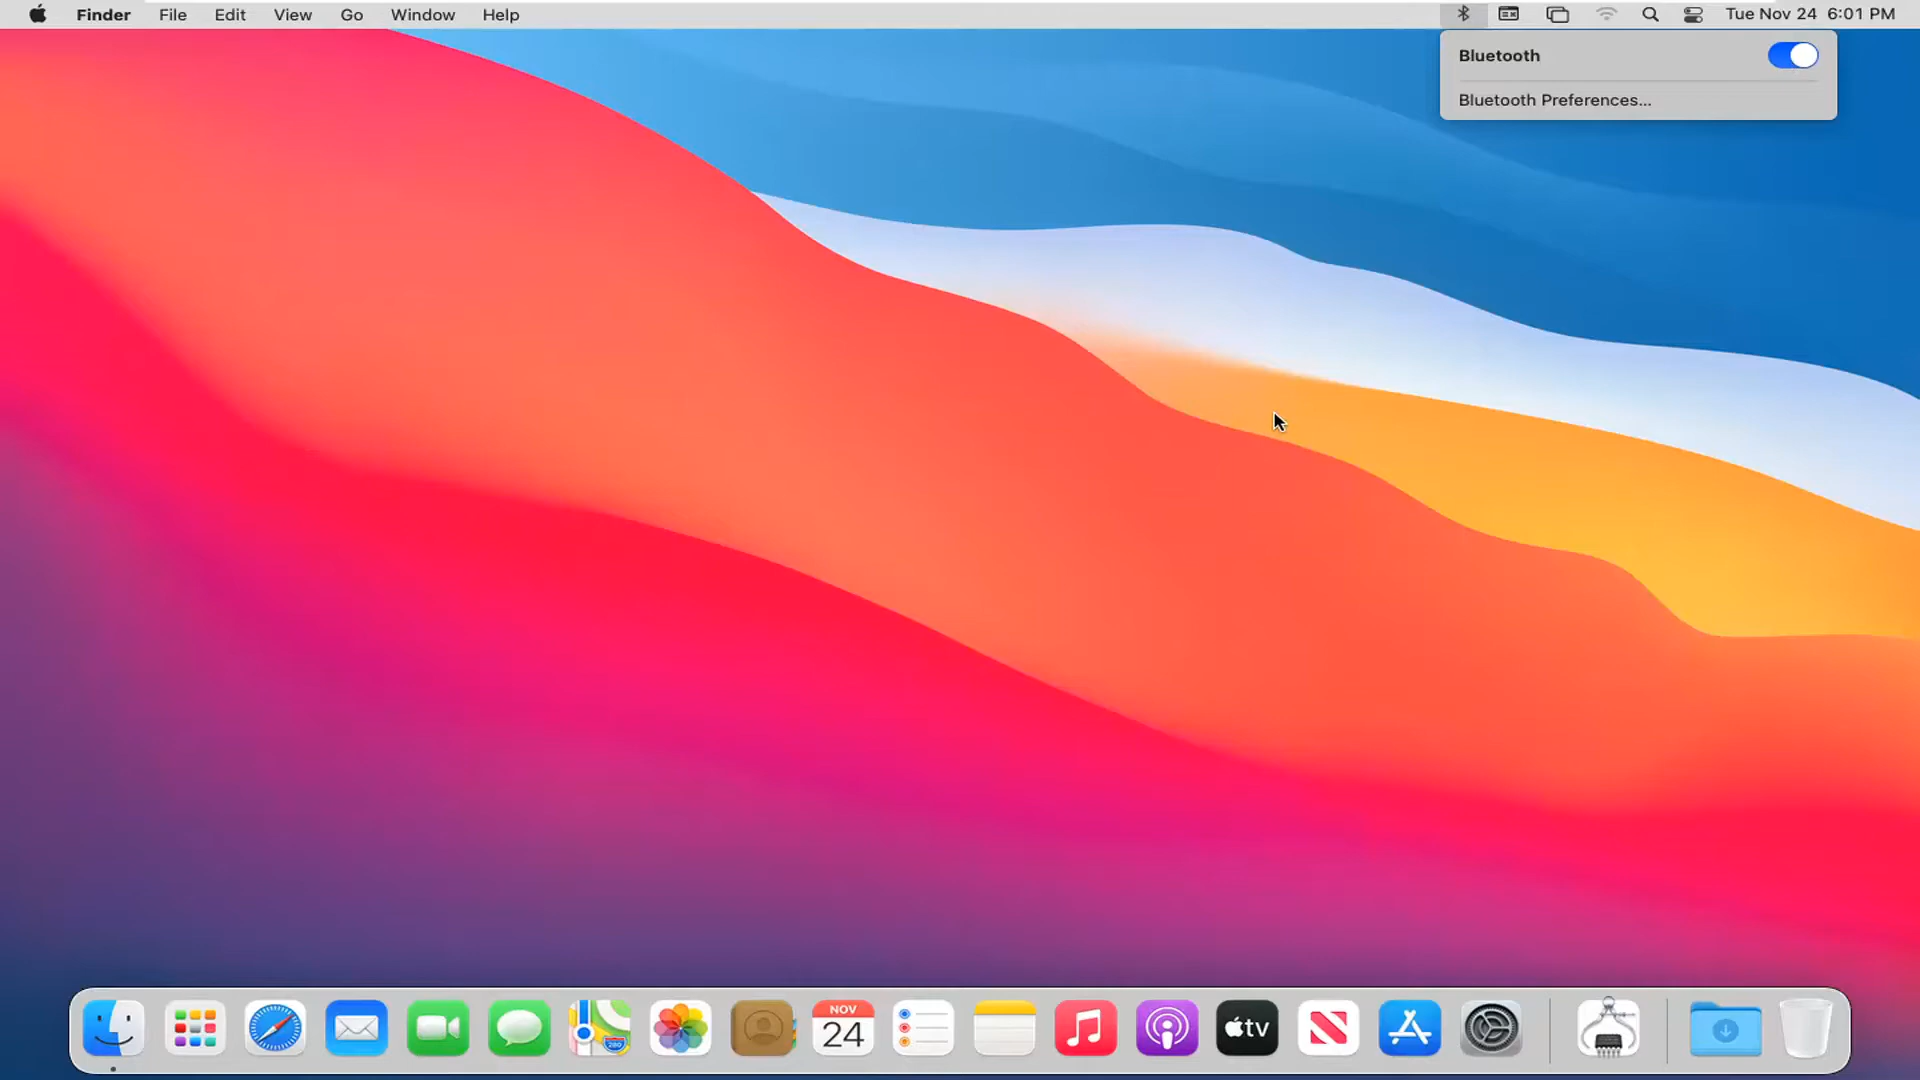 Finder File Edit View Go Window Help Tue Nov 24 6:01 PM
Bluetooth
Bluetooth Preferences...
NOV
24
280
tv